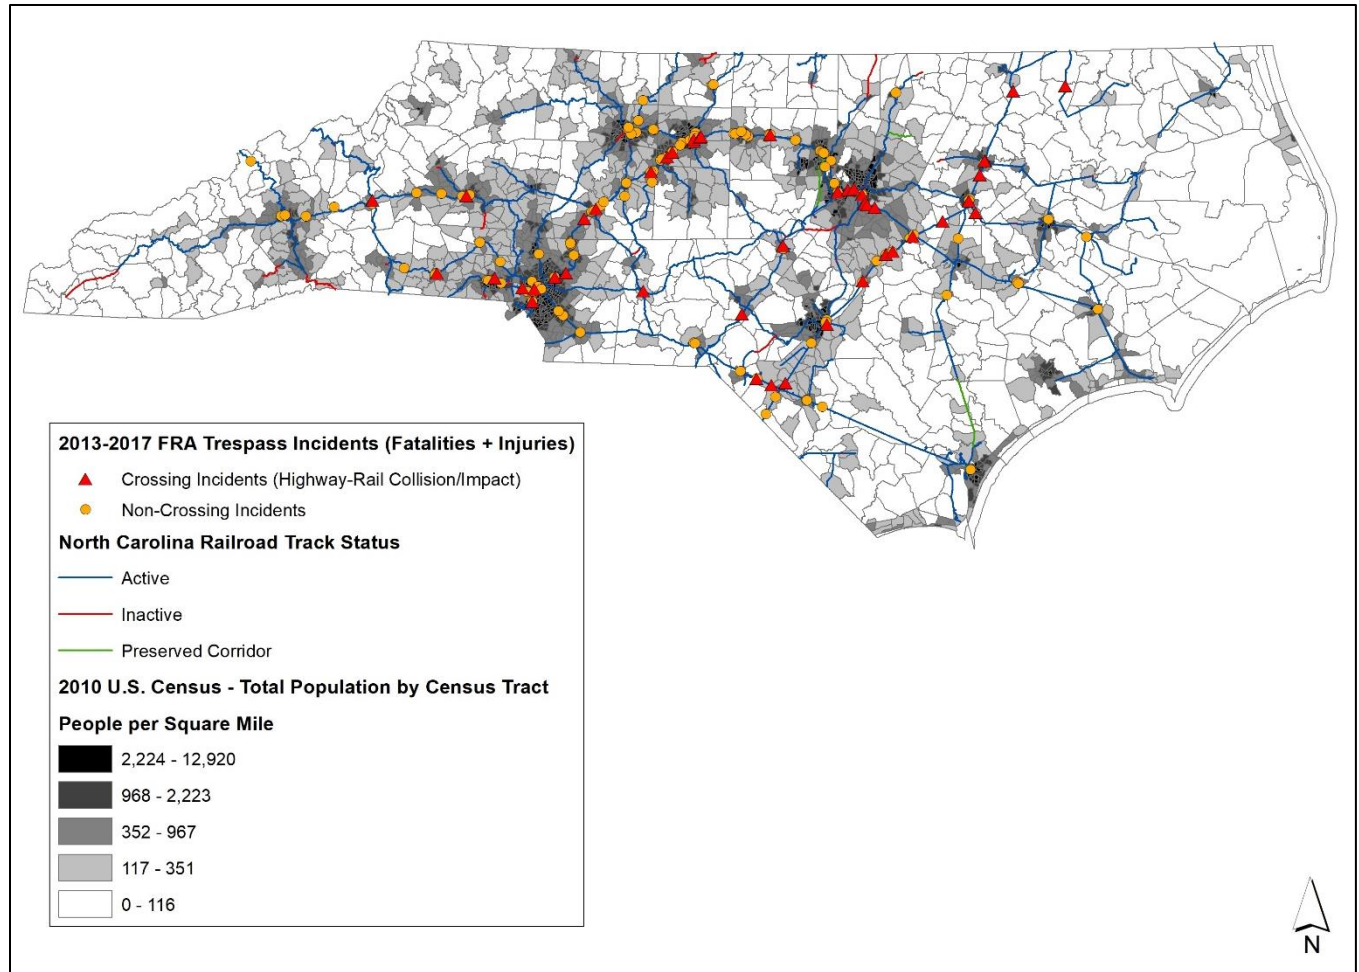 2013-2017 FRA Trespass Incidents (Fatalities + Injuries)
Crossing Incidents (Highway-Rail Collision/Impact)
Non-Crossing Incidents
North Carolina Railroad Track Status
Active
Inactive
Preserved Corridor
2010 U.S. Census - Total Population by Census Tract
People per Square Mile
2,224 - 12,920
968 - 2,223
352 - 967
117 - 351
0 - 116
N